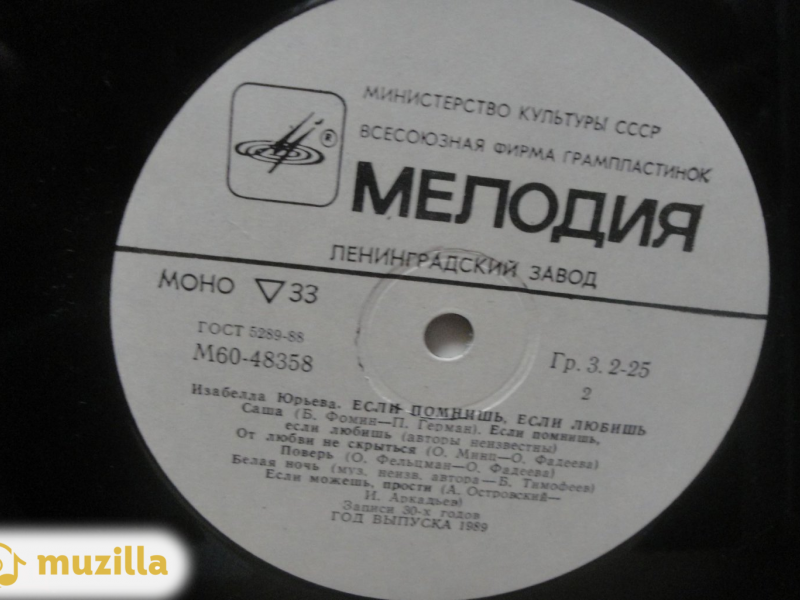 ®
МИНИСТЕРСТВО КУЛЬТУРЫ СССР
ВСЕСОЮЗНАЯ ФИРМА ГРАМПЛАСТИНОК
МЕЛОДИЯ
ЛЕНИНГРАДСКИЙ ЗАВОД
МОНО ▽ 33
ГОСТ 5289-88
М60-48358
Гр. 3. 2-25
2
Изабелла Юрьева. ЕСЛИ ПОМНИШЬ, ЕСЛИ ЛЮБИШЬ
Саша (Б. Фомин—П. Герман). Если помнишь,
если любишь (авторы неизвестны)
От любви не скрыться (О. Минц—О. Фадеева)
Поверь (О. Фельцман—О. Фадеева)
Белая ночь (муз. неизв. автора—Б. Тимофеев)
Если можешь, прости (А. Островский—
И. Аркадьев)
Записи 30-х годов
ГОД ВЫПУСКА 1989
muzilla